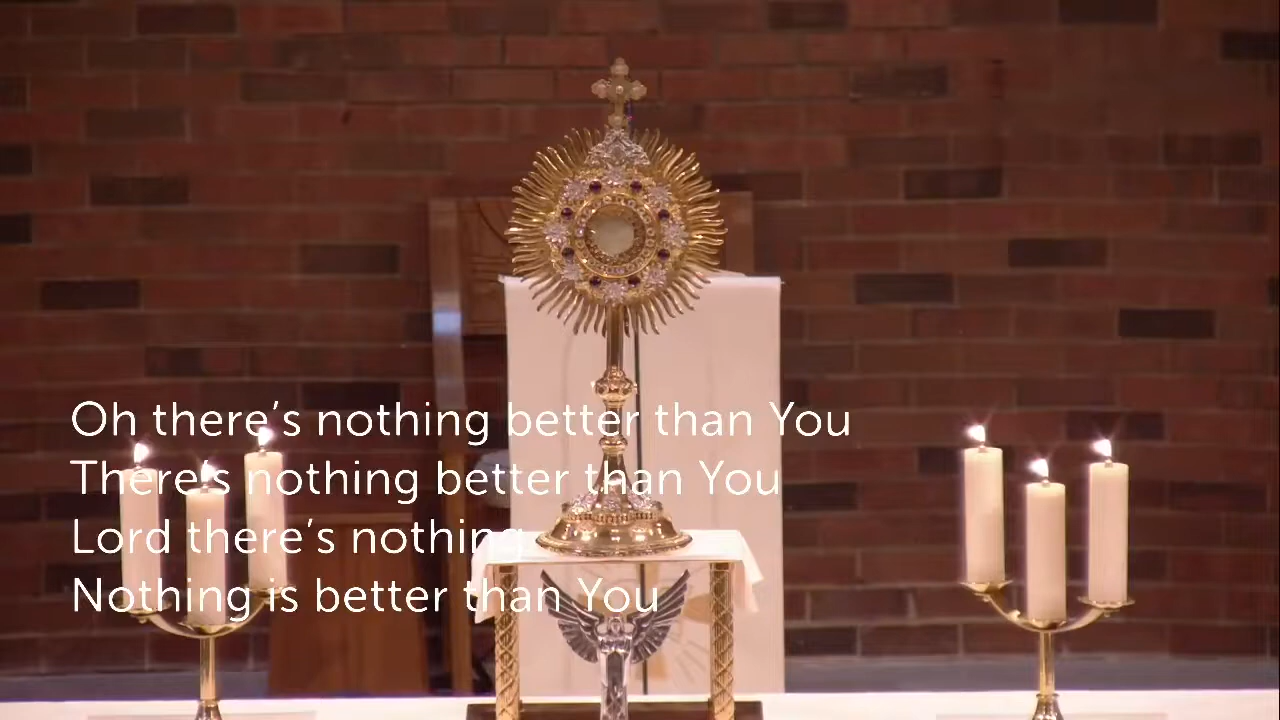 Oh there’s nothing better than You
There’s nothing better than You
Lord there’s nothing
Nothing is better than You